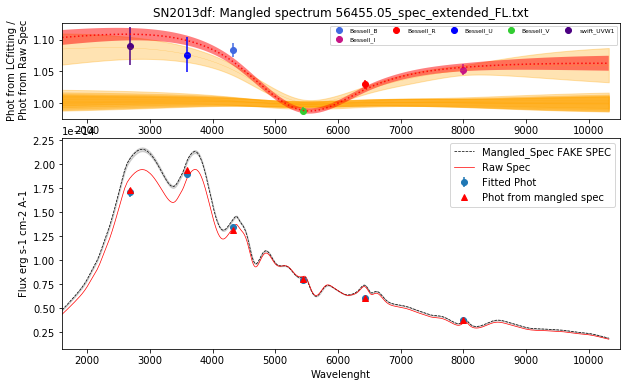 SN2013df: Mangled spectrum 56455.05_spec_extended_FL.txt
Phot from LCfitting /
Phot from Raw Spec
1.10
1.05
1.00
Bessell_B
Bessell_R
Bessell_U
Bessell_V
swift_UVW1
Bessell_I
2000 3000 4000 5000 6000 7000 8000 9000 10000
1e-14
Flux erg s-1 cm-2 A-1
2.25
2.00
1.75
1.50
1.25
1.00
0.75
0.50
0.25
Mangled_Spec FAKE SPEC
Raw Spec
Fitted Phot
Phot from mangled spec
2000 3000 4000 5000 6000 7000 8000 9000 10000
Wavelenght